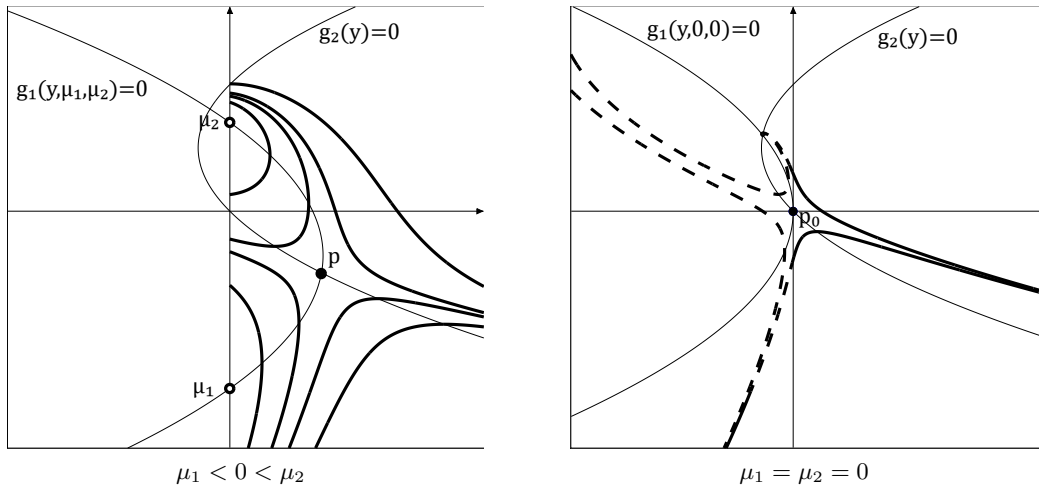 g₂(y)=0
g₁(y,μ₁,μ₂)=0
μ₂
p
μ₁
μ₁ < 0 < μ₂
g₁(y,0,0)=0
g₂(y)=0
p₀
μ₁ = μ₂ = 0